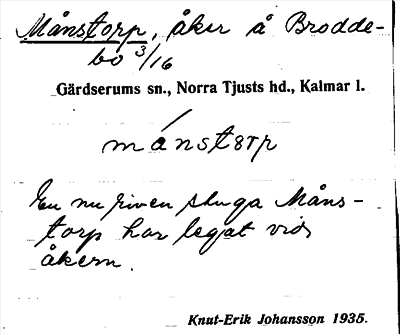 Månstorp, åker å Brodde-
bo 3/16
Gärdserums sn., Norra Tjusts hd., Kalmar l.
mánstɘrp
En nu riven stuga Måns-
torp har legat vid
åkern.
Knut-Erik Johansson 1935.